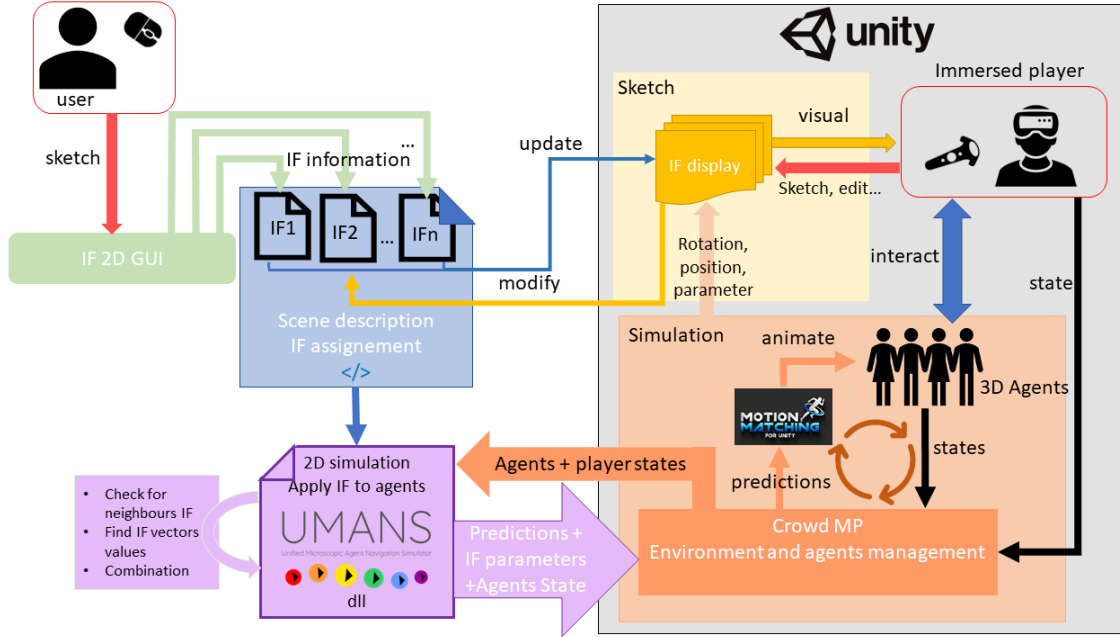 user
sketch
IF 2D GUI
...
IF information
IF1
IF2
...
IFn
Scene description
IF assignement
</>
update
modify
unity
Sketch
IF display
visual
Sketch, edit...
Immersed player
Rotation,
position,
parameter
interact
state
Simulation
animate
3D Agents
MOTION
MATCHING
FOR UNITY
predictions
states
Crowd MP
Environment and agents management
Agents + player states
Predictions +
IF parameters
+Agents State
2D simulation
Apply IF to agents
UMANS
Unified Microscopic Agent Navigation Simulator
dll
• Check for
neighbours IF
• Find IF vectors
values
• Combination